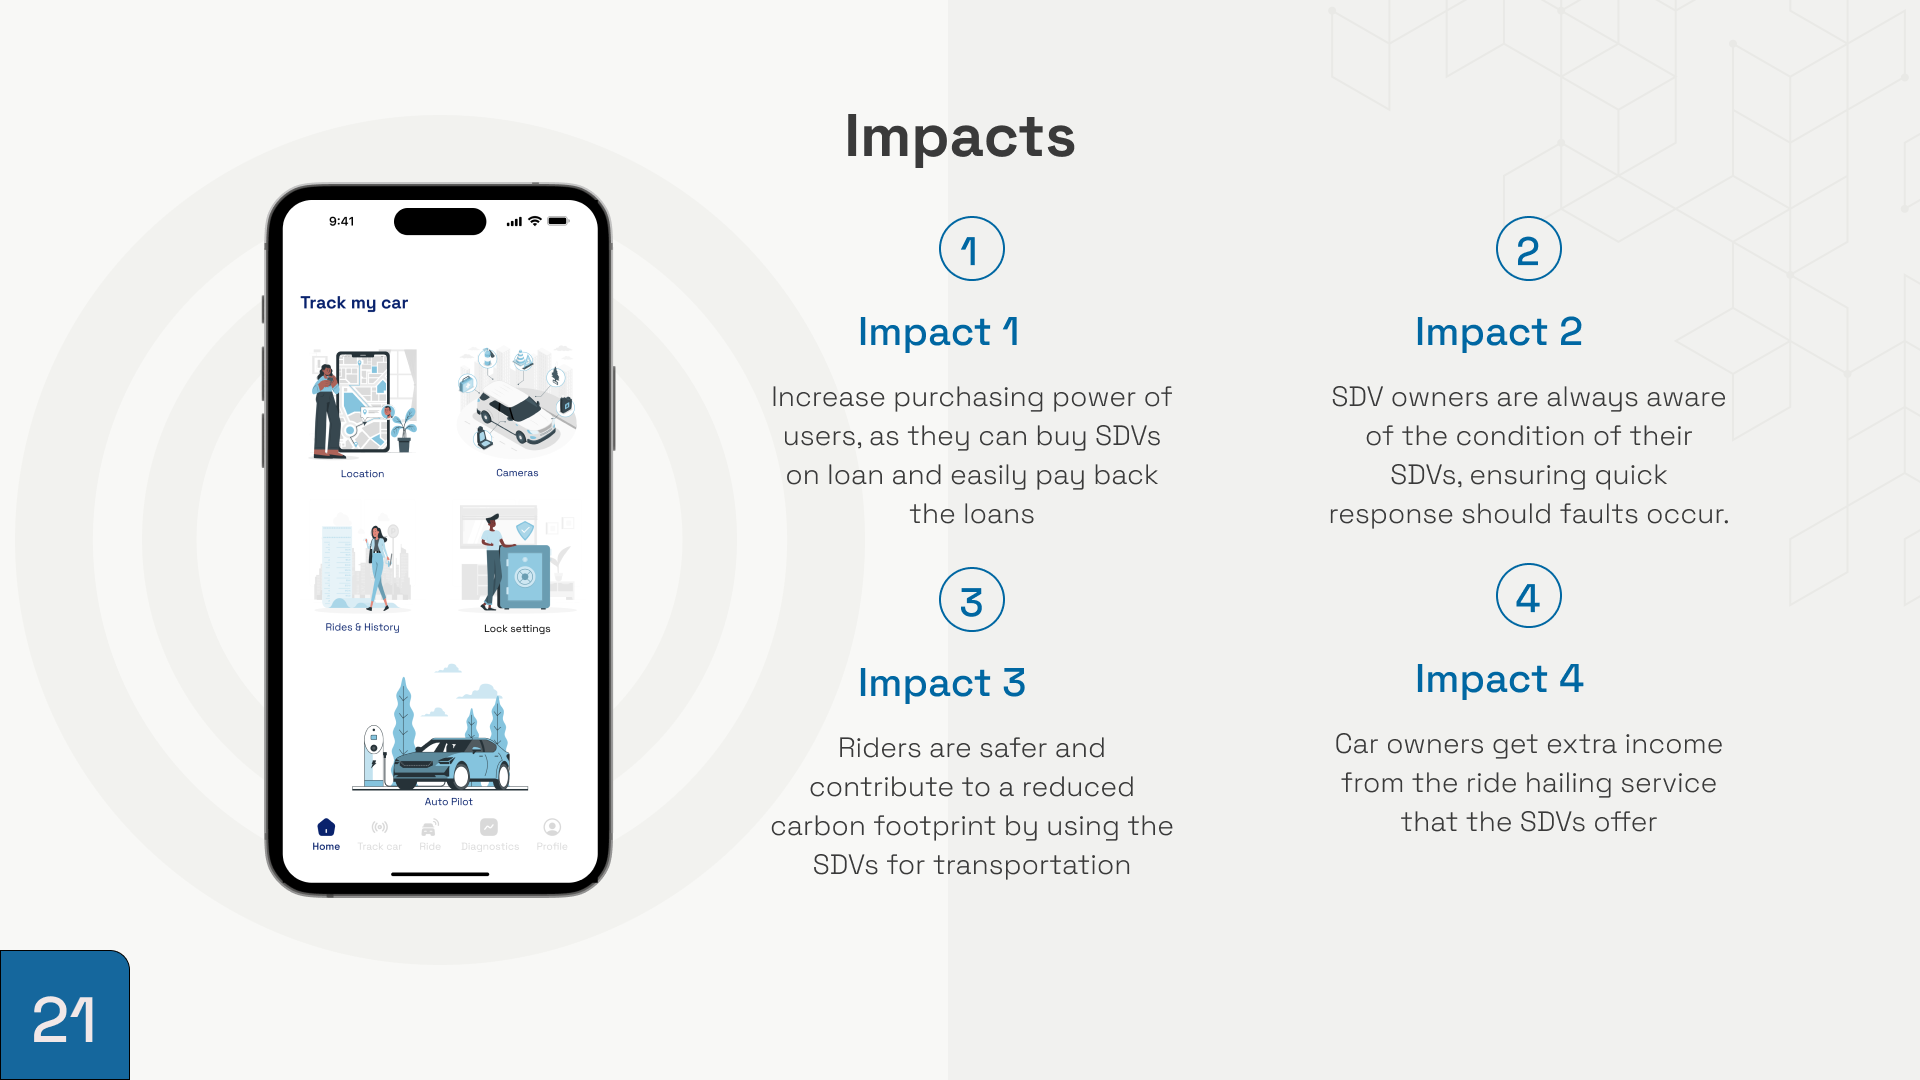 Impacts
9:41
Track my car
Location
Cameras
Rides & History
Lock settings
Auto Pilot
Home
Track car
Ride
Diagnostics
Profile
1
Impact 1
Increase purchasing power of
users, as they can buy SDVs
on loan and easily pay back
the loans
2
Impact 2
SDV owners are always aware
of the condition of their
SDVs, ensuring quick
response should faults occur.
3
Impact 3
Riders are safer and
contribute to a reduced
carbon footprint by using the
SDVs for transportation
4
Impact 4
Car owners get extra income
from the ride hailing service
that the SDVs offer
21